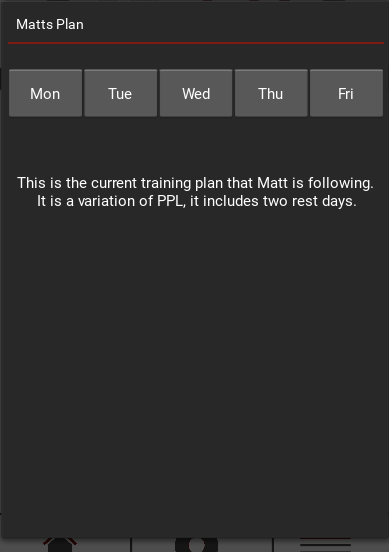 Matts Plan
Mon Tue Wed Thu Fri
This is the current training plan that Matt is following.
It is a variation of PPL, it includes two rest days.